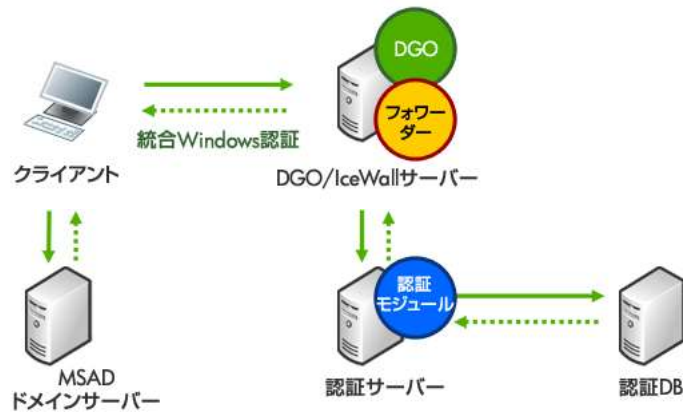 DGO
フォワー
ダー
統合Windows認証
クライアント
DGO/IceWallサーバー
認証
モジュール
MSAD
ドメインサーバー
認証サーバー
認証DB